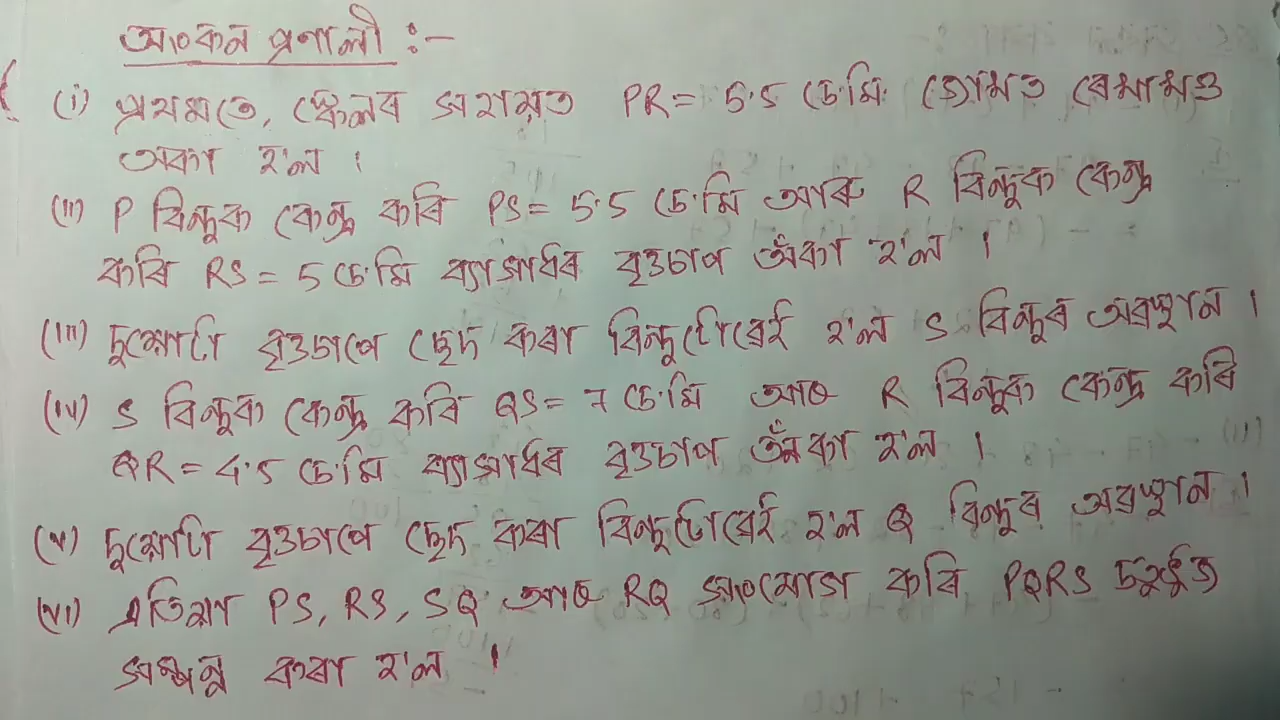 অংকন প্ৰণালী :-
(i) প্ৰথমতে, স্কেলৰ সহায়ত PR = 5.5 চে.মি. জোখত ৰেখাখণ্ড
অকা হ'ল ।
(ii) P বিন্দুক কেন্দ্ৰ কৰি PS = 5.5 চে.মি আৰু R বিন্দুক কেন্দ্ৰ
কৰি RS = 5 চে.মি ব্যাসাৰ্ধৰ বৃত্তচাপ অঁকা হ'ল ।
(iii) দুয়োটা বৃত্তচাপে ছেদ কৰা বিন্দুটোৱেই হ'ল S বিন্দুৰ অৱস্থান ।
(iv) S বিন্দুক কেন্দ্ৰ কৰি QS = 7 চে.মি আৰু R বিন্দুক কেন্দ্ৰ কৰি
QR = 4.5 চে.মি ব্যাসাৰ্ধৰ বৃত্তচাপ অঁকা হ'ল ।
(v) দুয়োটা বৃত্তচাপে ছেদ কৰা বিন্দুটোৱেই হ'ল Q বিন্দুৰ অৱস্থান ।
(vi) এতিয়া PS, RS, SQ আৰু RQ সংযোগ কৰি PQRS চতুৰ্ভুজ
সম্পন্ন কৰা হ'ল ।